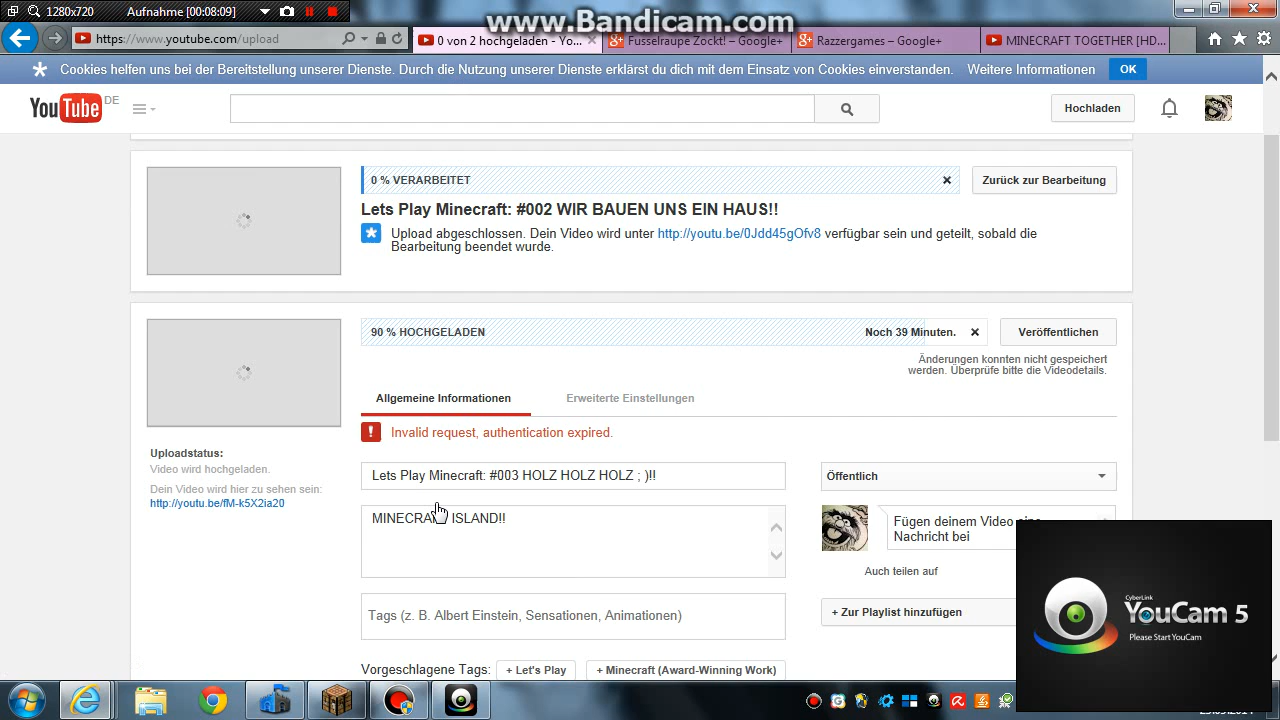 1280x720 Aufnahme [00:08:09]
www.Bandicam.com
https://www.youtube.com/upload
0 von 2 hochgeladen - Yo...
Fusselraupe Zockt! – Google+
Razzergames – Google+
MINECRAFT TOGETHER [HD...
Cookies helfen uns bei der Bereitstellung unserer Dienste. Durch die Nutzung unserer Dienste erklärst du dich mit dem Einsatz von Cookies einverstanden. Weitere Informationen OK
YouTube DE
Hochladen
0 % VERARBEITET
Zurück zur Bearbeitung
Lets Play Minecraft: #002 WIR BAUEN UNS EIN HAUS!!
Upload abgeschlossen. Dein Video wird unter http://youtu.be/0Jdd45gOfv8 verfügbar sein und geteilt, sobald die
Bearbeitung beendet wurde.
90 % HOCHGELADEN
Noch 39 Minuten.
Veröffentlichen
Änderungen konnten nicht gespeichert
werden. Überprüfe bitte die Videodetails.
Allgemeine Informationen
Erweiterte Einstellungen
Invalid request, authentication expired.
Uploadstatus:
Video wird hochgeladen.
Dein Video wird hier zu sehen sein:
http://youtu.be/fM-k5X2ia20
Lets Play Minecraft: #003 HOLZ HOLZ HOLZ ; )!!
Öffentlich
ISLAND!!
Fügen deinem Video eine
Nachricht bei
Auch teilen auf
Tags (z. B. Albert Einstein, Sensationen, Animationen)
+ Zur Playlist hinzufügen
Vorgeschlagene Tags: + Let's Play + Minecraft (Award-Winning Work)
CyberLink
YouCam 5
Please Start YouCam